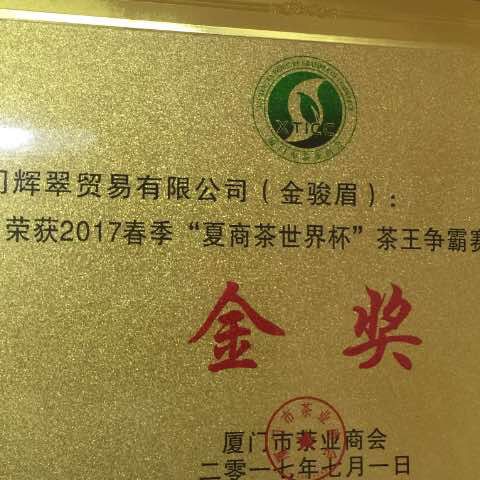 XTICC
门辉翠贸易有限公司（金骏眉）：
荣获2017春季“夏商茶世界杯”茶王争霸赛
金奖
厦门市茶业商会
二零一七年七月一日